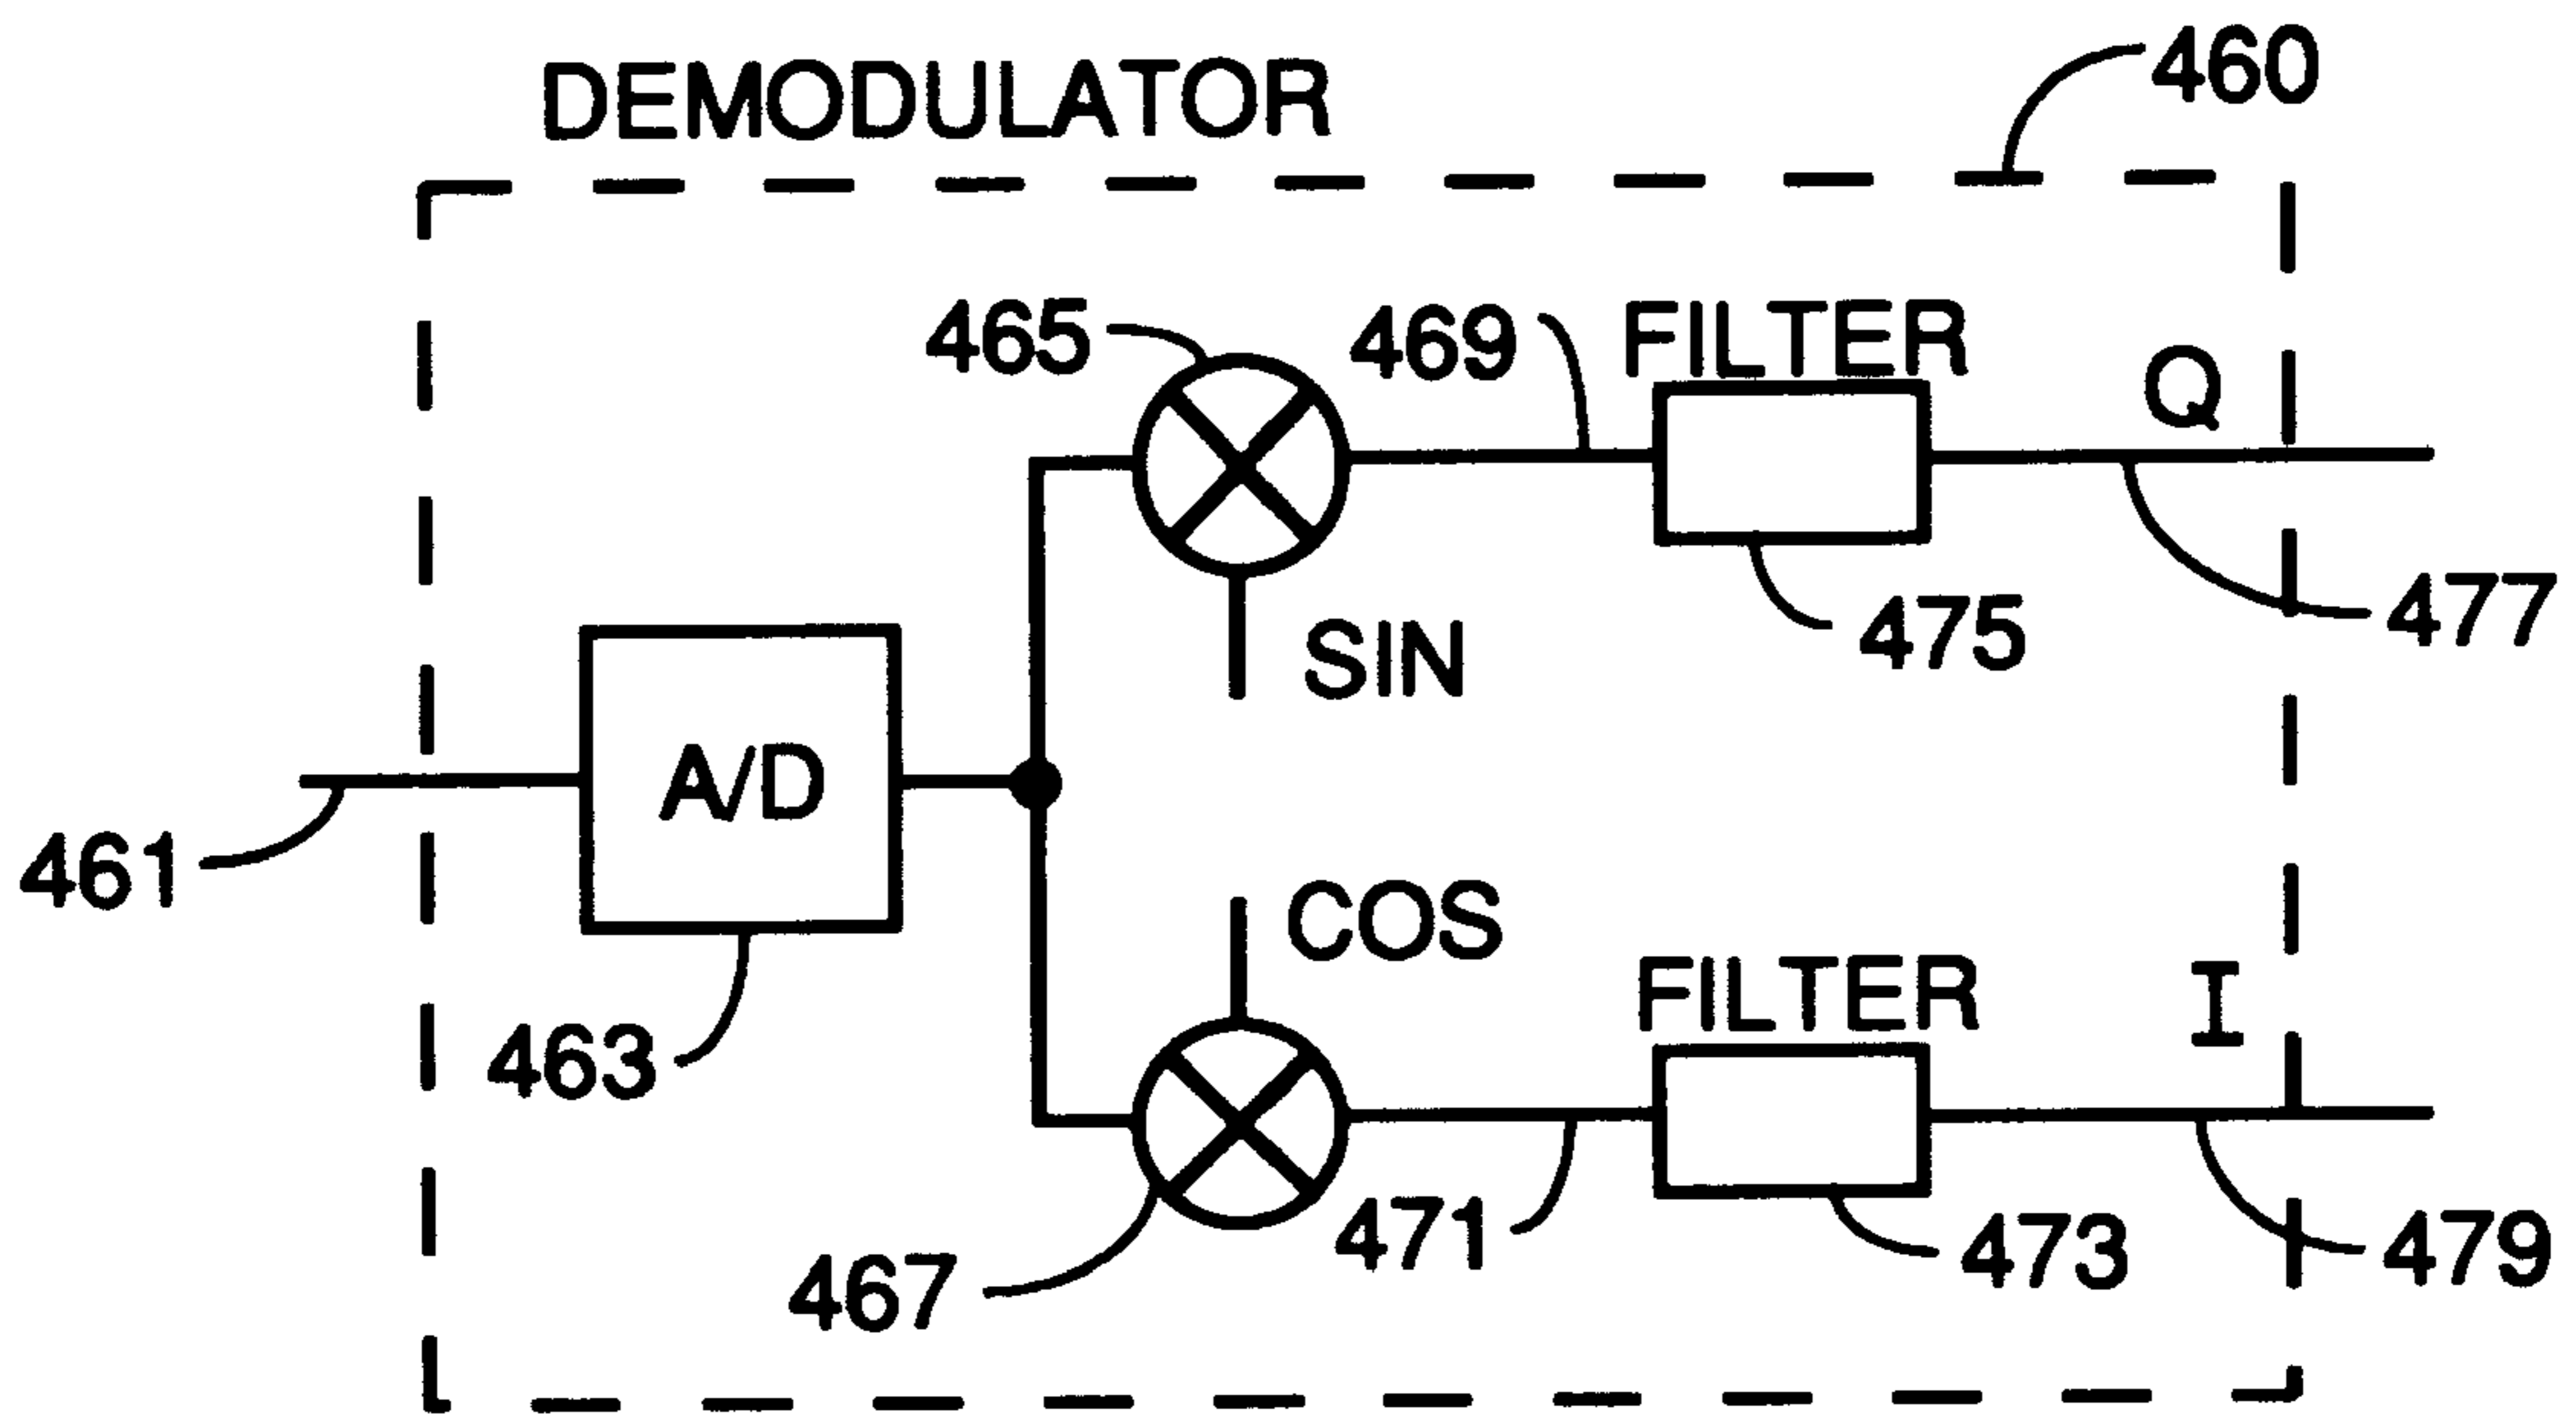 460
DEMODULATOR
465
469
FILTER
Q
475
477
SIN
A/D
461
COS
463
FILTER
I
471
473
479
467